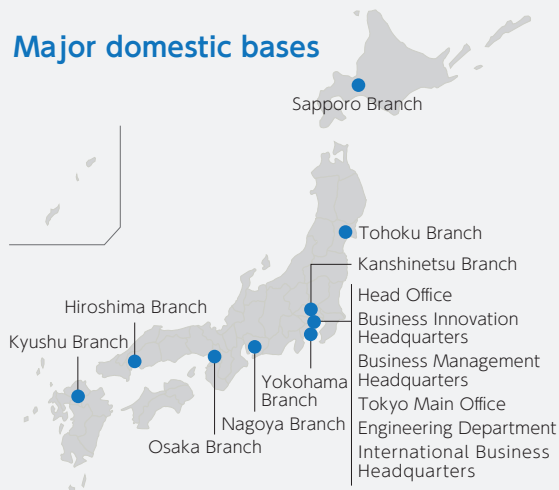 Major domestic bases
Sapporo Branch
Tohoku Branch
Kanshinetsu Branch
Head Office
Business Innovation
Headquarters
Business Management
Headquarters
Tokyo Main Office
Engineering Department
International Business
Headquarters
Hiroshima Branch
Kyushu Branch
Yokohama
Branch
Nagoya Branch
Osaka Branch